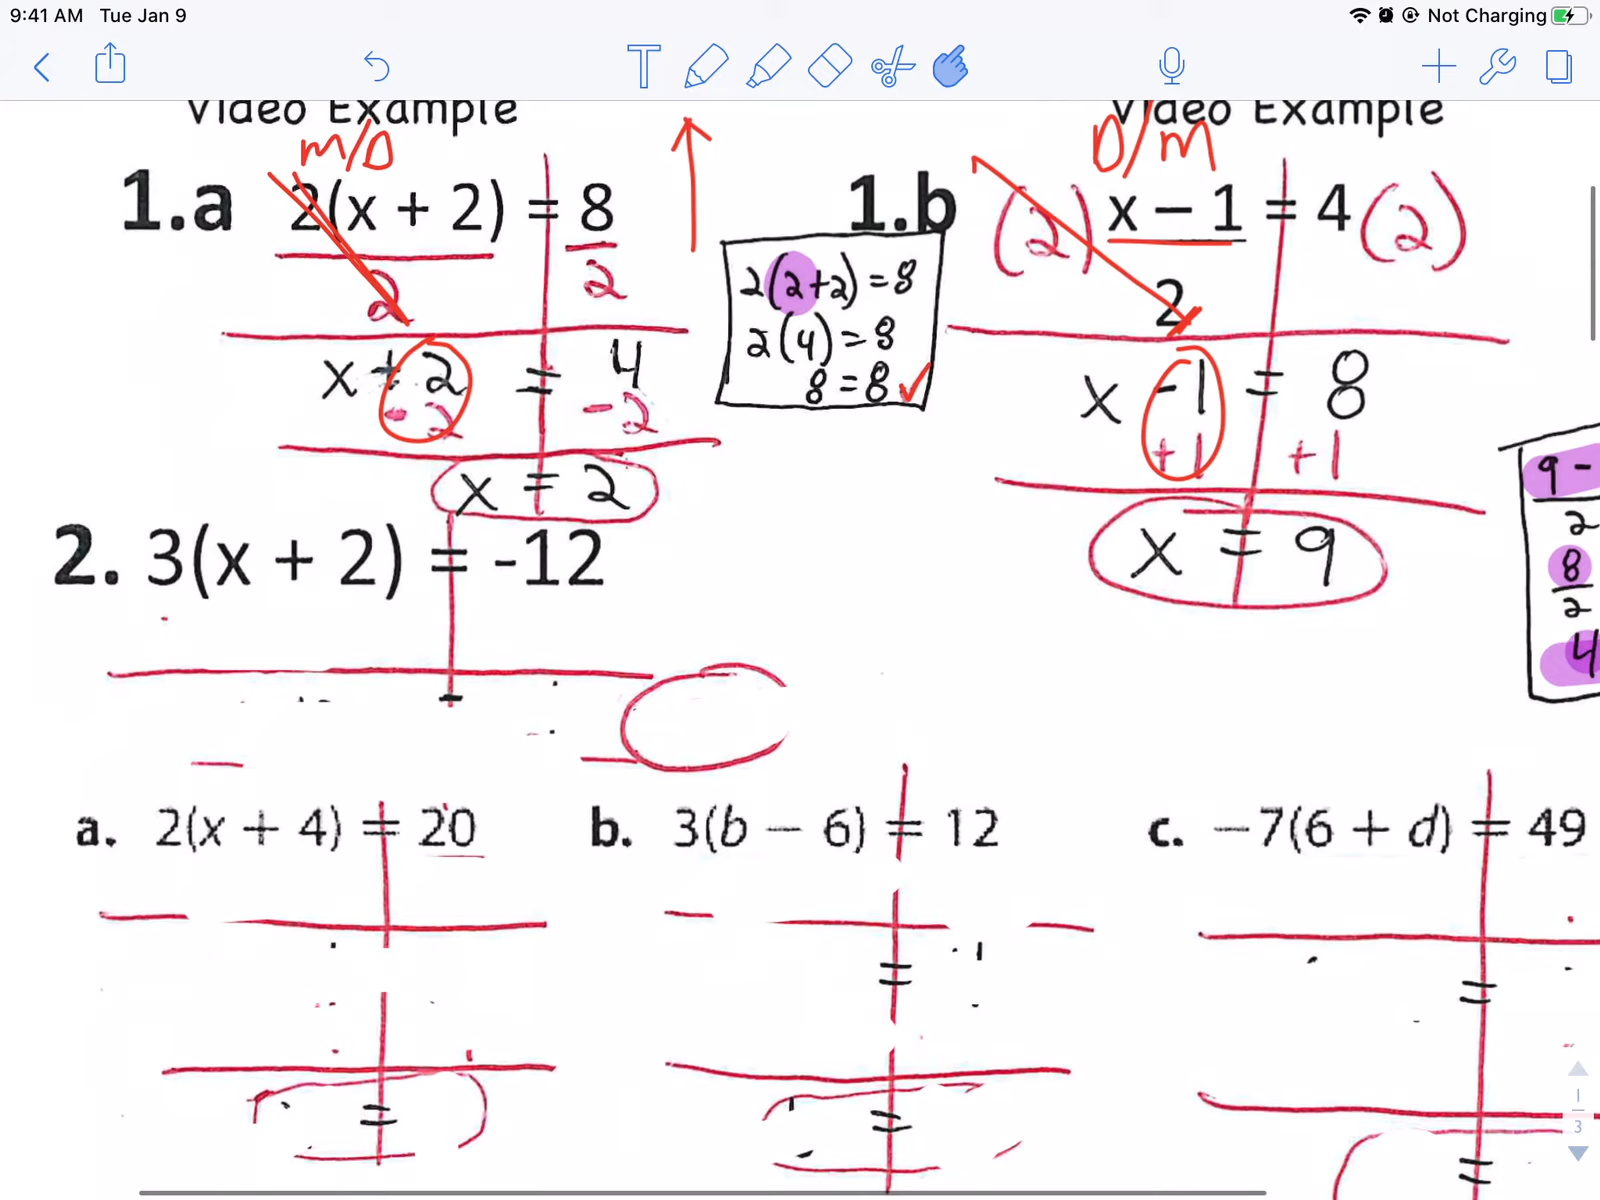 9:41 AM Tue Jan 9
Not Charging
Video Example
M/D
1.a 2(x + 2) = 8
2 2
x + 2 = 4
-2 -2
x = 2
2(2+2) = 8
2(4) = 8
8 = 8 ✓
Video Example
D/M
1.b (2) x − 1 = 4 (2)
2
x -1 = 8
+1 +1
x = 9
9 -
2
8
2
4
2. 3(x + 2) = -12
a. 2(x + 4) = 20
b. 3(b − 6) = 12
=
=
c. −7(6 + d) = 49
=
=
=
1
3